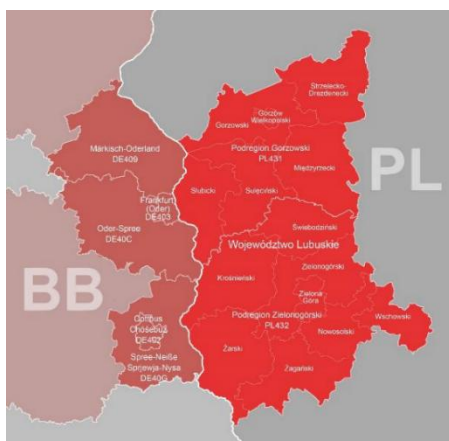 Strzelecko-
Drezdenecki
Gorzów
Wielkopolski
Gorzowski
Märkisch-Oderland
DE409
Podregion Gorzowski
PL431
Międzyrzecki
PL
Frankfurt
(Oder)
DE403
Słubicki
Sulęciński
Oder-Spree
DE40C
Świebodziński
Województwo Lubuskie
BB
Krośnieński
Zielonogórski
Zielona
Góra
Cottbus
Chóśebuz
DE402
Podregion Zielonogórski
PL432
Wschowski
Nowosolski
Spree-Neiße
Sprjewja-Nysa
DE40G
Żarski
Żagański